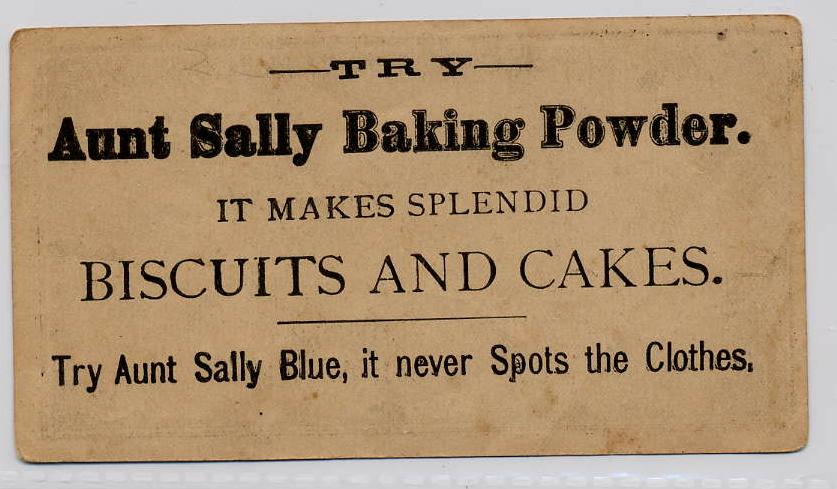 —TRY—
Aunt Sally Baking Powder.
IT MAKES SPLENDID
BISCUITS AND CAKES.
Try Aunt Sally Blue, it never Spots the Clothes.